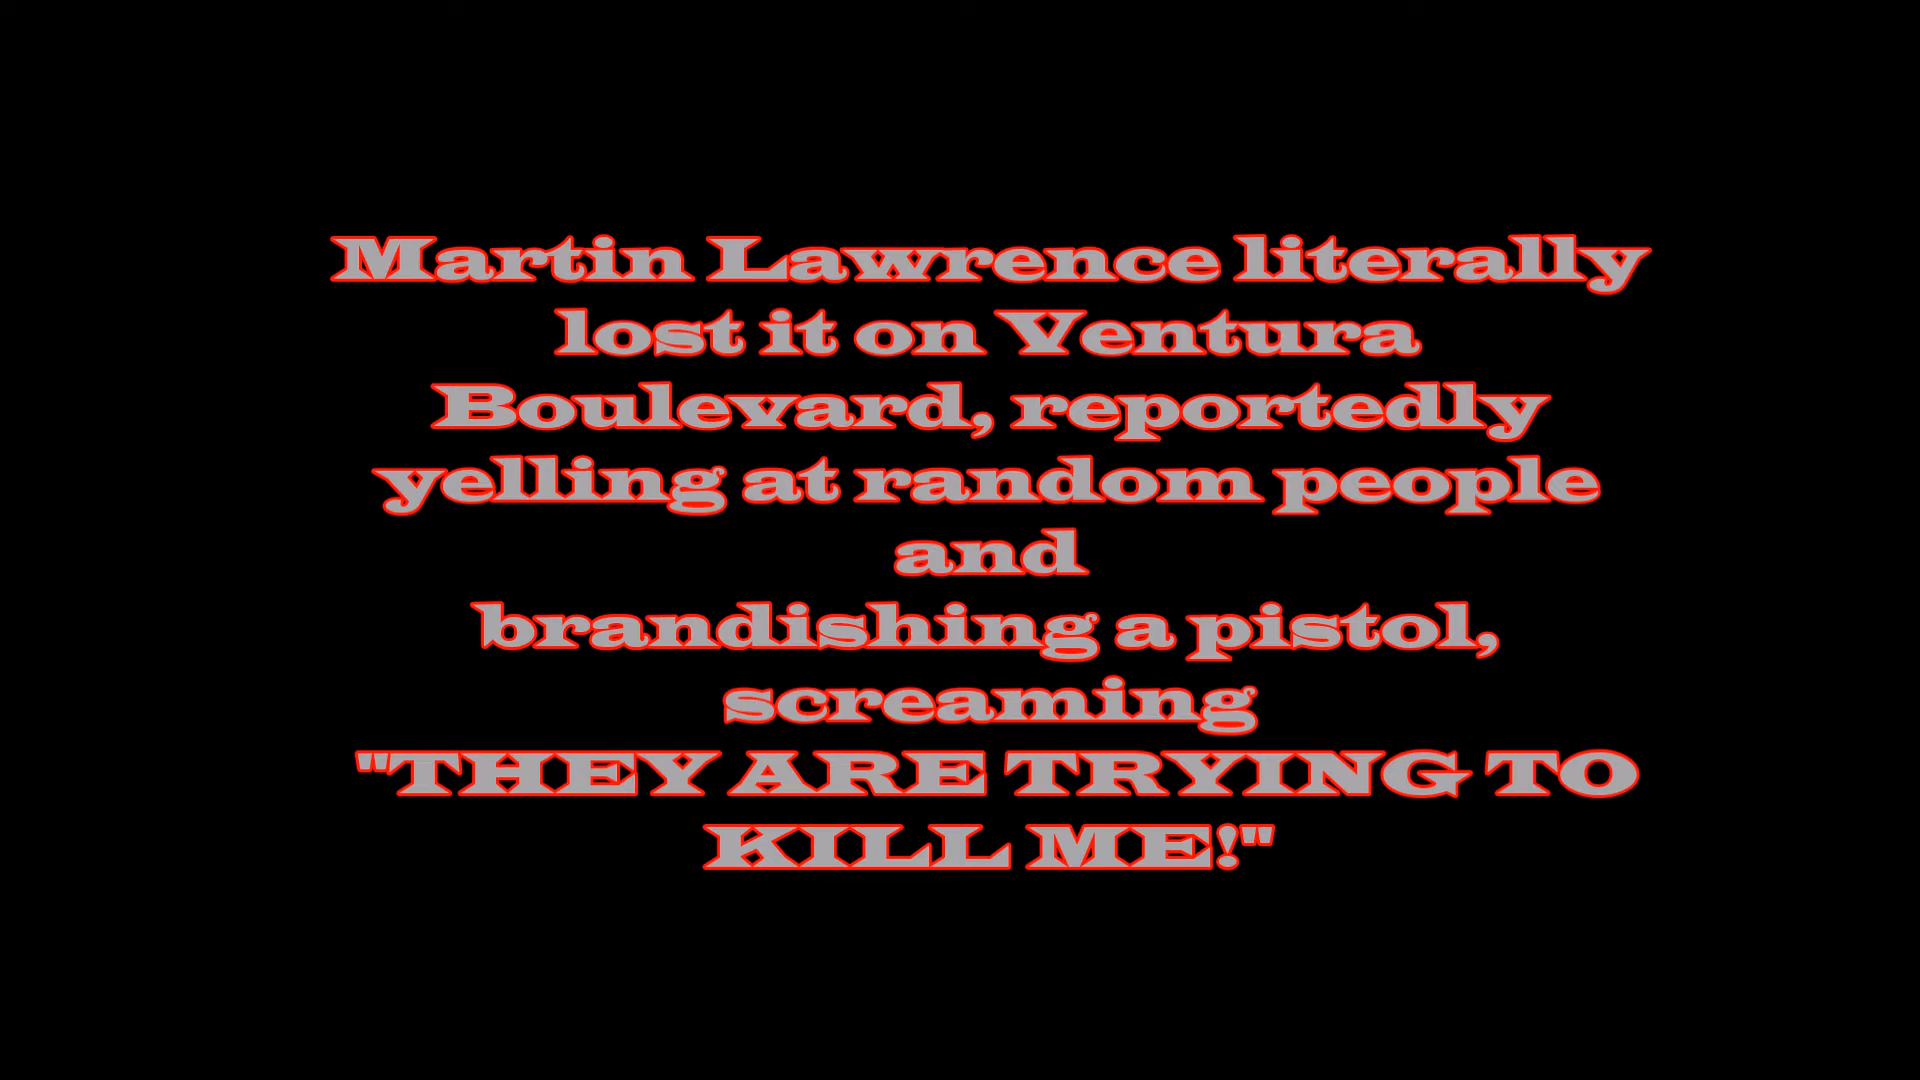 Martin Lawrence literally
lost it on Ventura
Boulevard, reportedly
yelling at random people
and
brandishing a pistol,
screaming
"THEY ARE TRYING TO
KILL ME!"